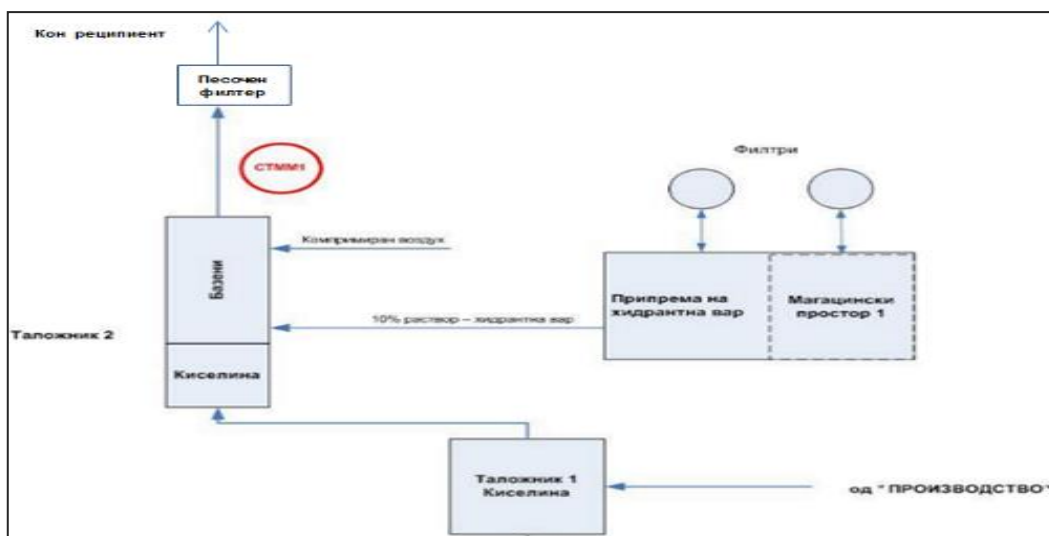 Кон реципиент
Песочен
филтер
СТММ1
Филтри
Компримиран воздух
Базени
Припрема на
хидрантна вар
Магацински
простор 1
10% раствор – хидрантна вар
Таложник 2
Киселина
Таложник 1
Киселина
од " ПРОИЗВОДСТВО"